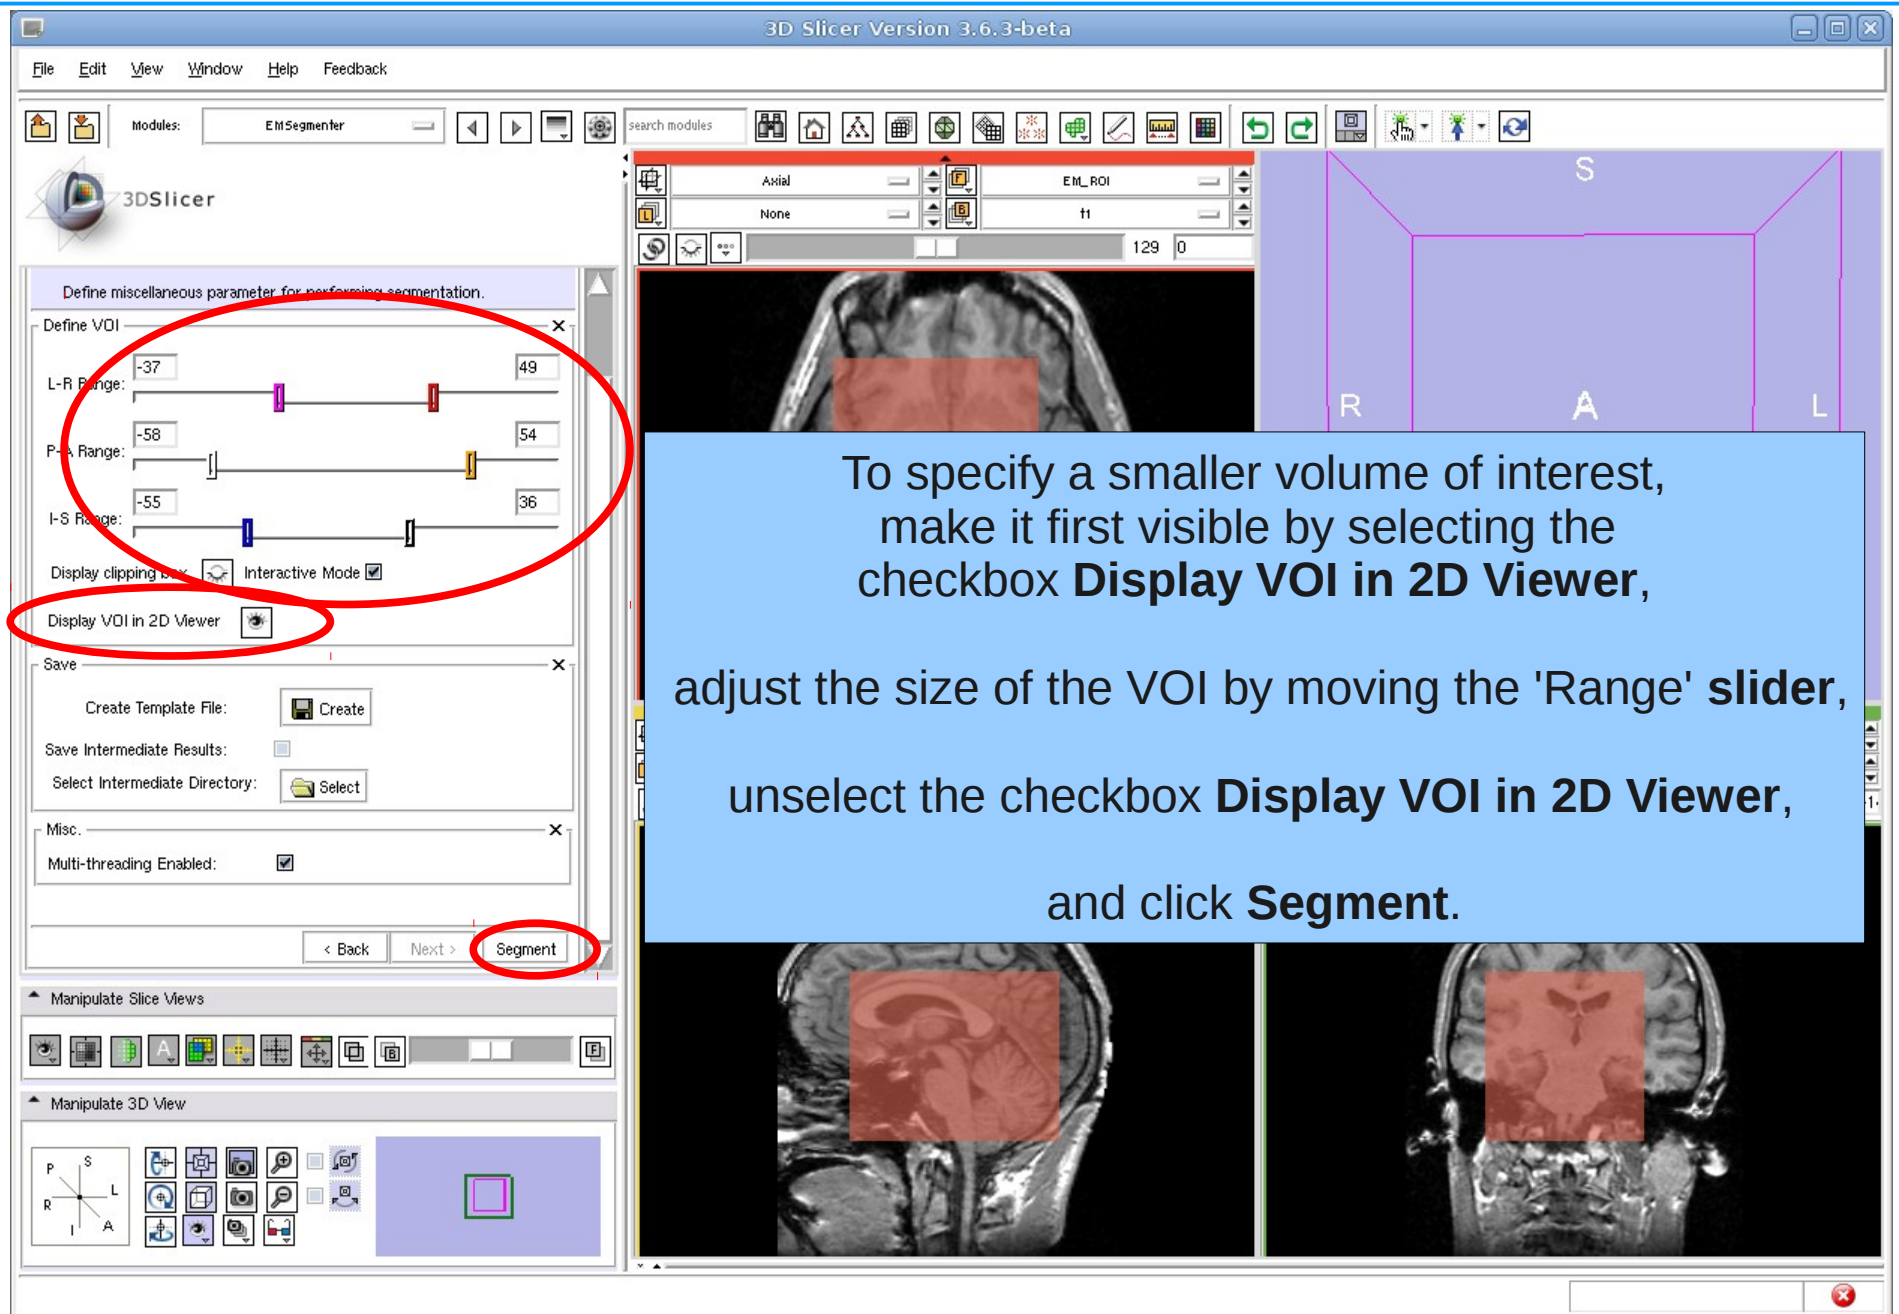 3D Slicer Version 3.6.3-beta
File Edit View Window Help Feedback
Modules: EMSegmenter search modules
3DSlicer
Axial EM_ROI
None t1
129 0
Define miscellaneous parameter for performing segmentation.
Define VOI
-37 49
L-R Range:
-58 54
P-A Range:
-55 36
I-S Range:
Display clipping box Interactive Mode
Display VOI in 2D Viewer
Save
Create Template File: Create
Save Intermediate Results:
Select Intermediate Directory: Select
Misc.
Multi-threading Enabled:
< Back Next > Segment
Manipulate Slice Views
A B F
Manipulate 3D View
P S
R L
I A
S
R A L
To specify a smaller volume of interest,
make it first visible by selecting the
checkbox Display VOI in 2D Viewer,
adjust the size of the VOI by moving the 'Range' slider,
unselect the checkbox Display VOI in 2D Viewer,
and click Segment.